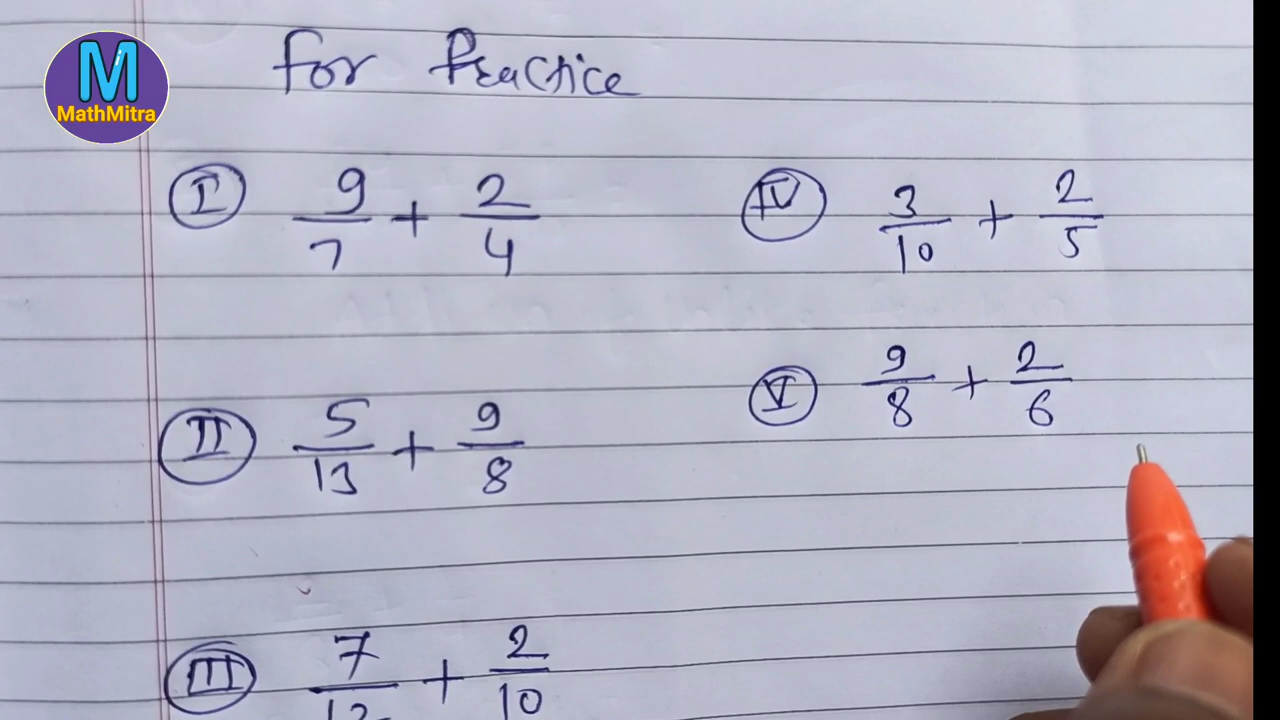 M
MathMitra
For Practice
I 9/7 + 2/4
II 5/13 + 9/8
III 7/ + 2/10
IV 3/10 + 2/5
V 9/8 + 2/6